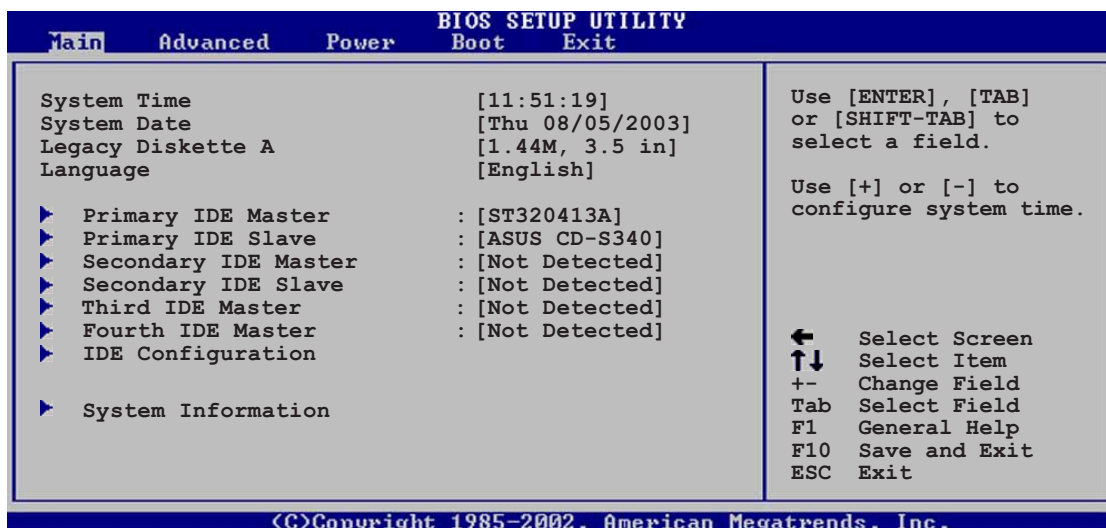 BIOS SETUP UTILITY
Main Advanced Power Boot Exit
System Time [11:51:19]
System Date [Thu 08/05/2003]
Legacy Diskette A [1.44M, 3.5 in]
Language [English]
Primary IDE Master : [ST320413A]
Primary IDE Slave : [ASUS CD-S340]
Secondary IDE Master : [Not Detected]
Secondary IDE Slave : [Not Detected]
Third IDE Master : [Not Detected]
Fourth IDE Master : [Not Detected]
IDE Configuration
System Information
Use [ENTER], [TAB]
or [SHIFT-TAB] to
select a field.
Use [+] or [-] to
configure system time.
← Select Screen
↑↓ Select Item
+- Change Field
Tab Select Field
F1 General Help
F10 Save and Exit
ESC Exit
(C)Copyright 1985-2002, American Megatrends, Inc.